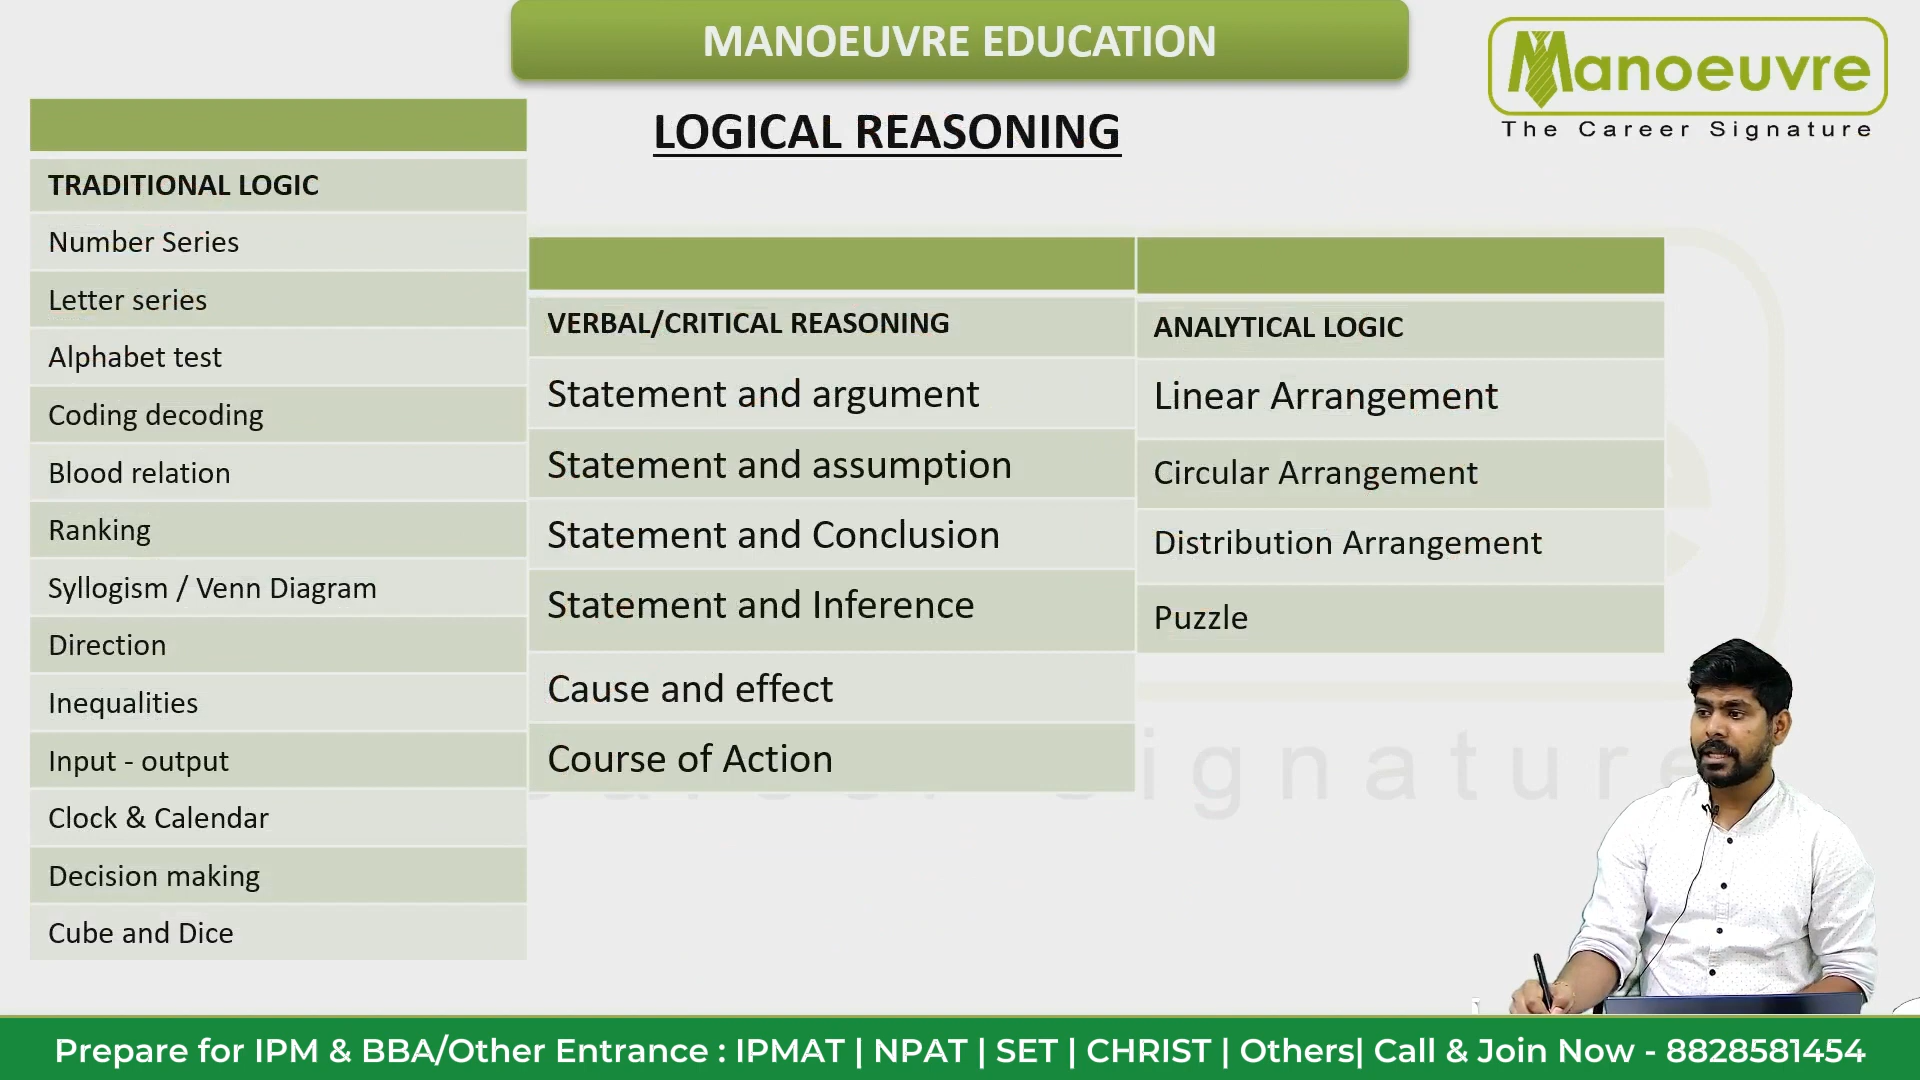 MANOEUVRE EDUCATION
Manoeuvre
The Career Signature
LOGICAL REASONING
TRADITIONAL LOGIC
Number Series
Letter series
Alphabet test
Coding decoding
Blood relation
Ranking
Syllogism / Venn Diagram
Direction
Inequalities
Input - output
Clock & Calendar
Decision making
Cube and Dice
VERBAL/CRITICAL REASONING
Statement and argument
Statement and assumption
Statement and Conclusion
Statement and Inference
Cause and effect
Course of Action
ANALYTICAL LOGIC
Linear Arrangement
Circular Arrangement
Distribution Arrangement
Puzzle
Signature
Prepare for IPM & BBA/Other Entrance : IPMAT | NPAT | SET | CHRIST | Others| Call & Join Now - 8828581454